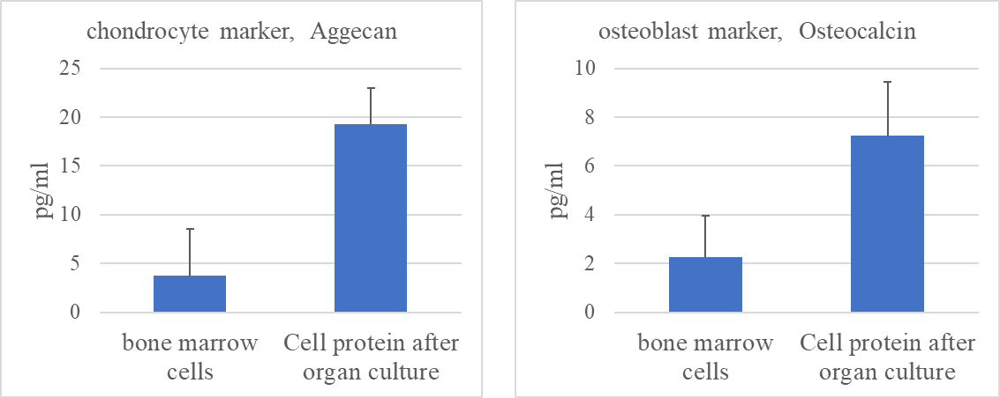 chondrocyte marker, Aggecan
25
20
15
10
5
0
pg/ml
bone marrow
cells
Cell protein after
organ culture
osteoblast marker, Osteocalcin
10
8
6
4
2
0
pg/ml
bone marrow
cells
Cell protein after
organ culture